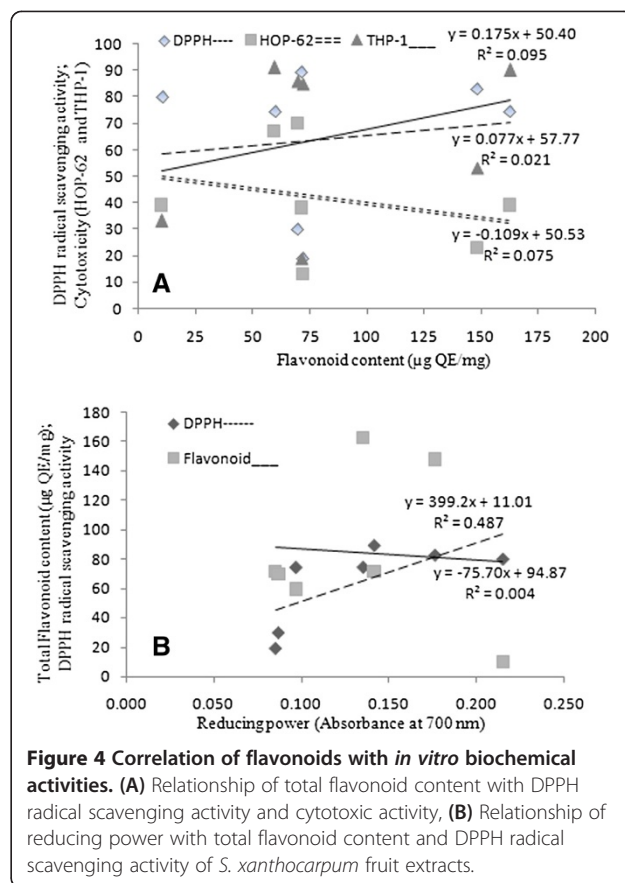 DPPH---- HOP-62=== THP-1___
y = 0.175x + 50.40
R² = 0.095
y = 0.077x + 57.77
R² = 0.021
y = -0.109x + 50.53
R² = 0.075
DPPH radical scavenging activity;
Cytotoxicity (HOP-62 and THP-1)
100
90
80
70
60
50
40
30
20
10
0
A
0 25 50 75 100 125 150 175 200
Flavonoid content (µg QE/mg)
DPPH------
Flavonoid___
y = 399.2x + 11.01
R² = 0.487
y = -75.70x + 94.87
R² = 0.004
Total Flavonoid content (µg QE/mg);
DPPH radical scavenging activity
180
160
140
120
100
80
60
40
20
0
B
0.000 0.050 0.100 0.150 0.200 0.250
Reducing power (Absorbance at 700 nm)
Figure 4 Correlation of flavonoids with in vitro biochemical
activities. (A) Relationship of total flavonoid content with DPPH
radical scavenging activity and cytotoxic activity, (B) Relationship of
reducing power with total flavonoid content and DPPH radical
scavenging activity of S. xanthocarpum fruit extracts.